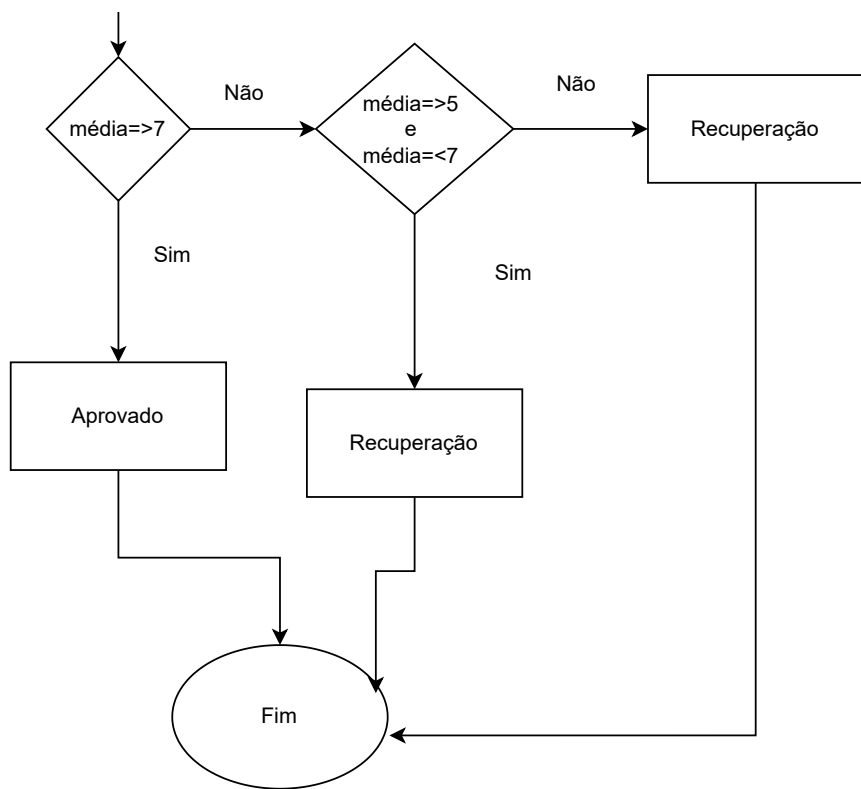 média=>7
Não
média=>5
e
média=<7
Não
Recuperação
Sim
Sim
Aprovado
Recuperação
Fim